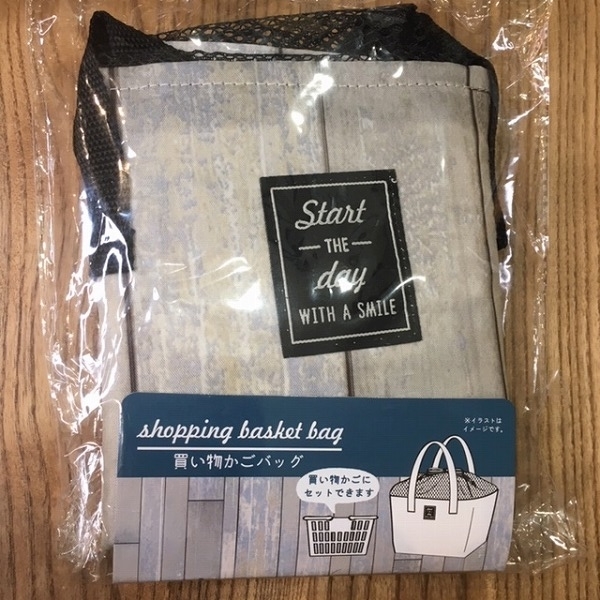 Start
THE
day
WITH A SMILE
shopping basket bag
買い物かごバッグ
※イラストは
イメージです。
買い物かごに
セットできます